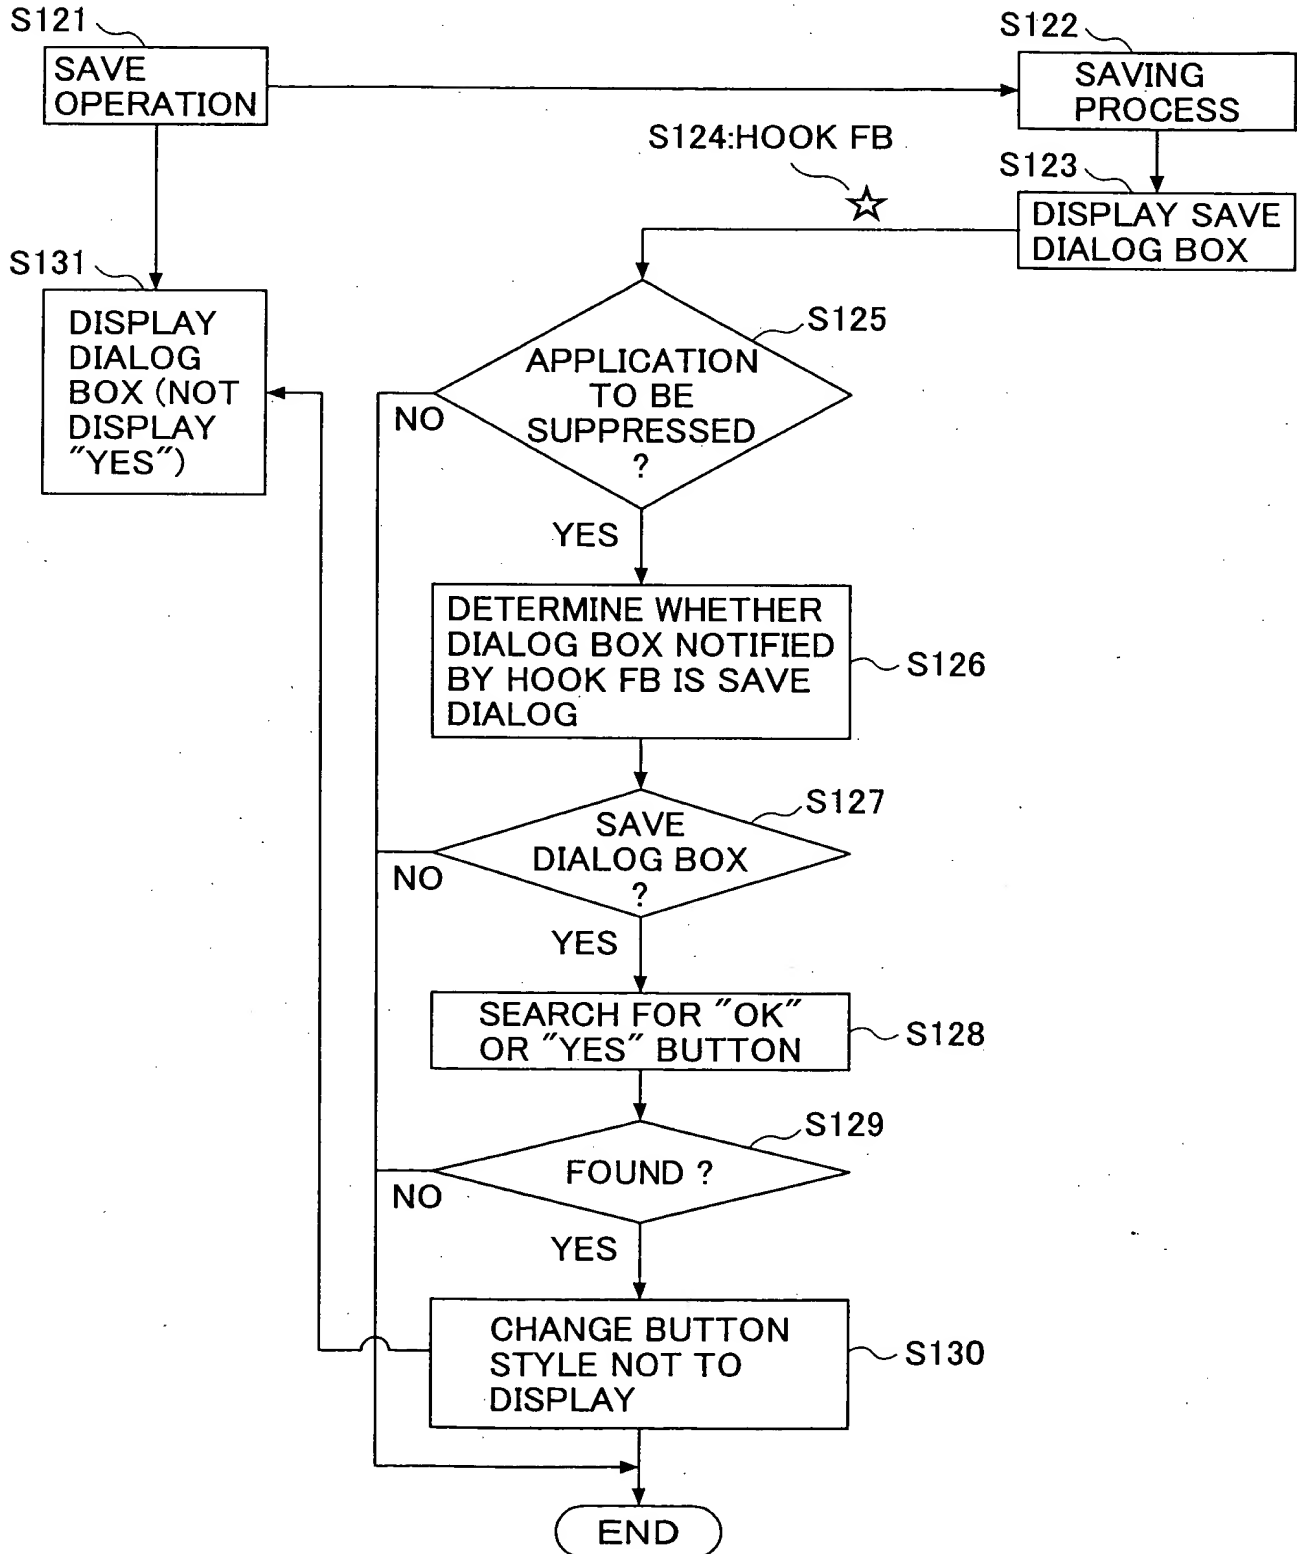 S121
SAVE
OPERATION
S122
SAVING
PROCESS
S124:HOOK FB
S123
DISPLAY SAVE
DIALOG BOX
S131
DISPLAY
DIALOG
BOX (NOT
DISPLAY
"YES")
S125
APPLICATION
TO BE
SUPPRESSED
?
NO
YES
DETERMINE WHETHER
DIALOG BOX NOTIFIED
BY HOOK FB IS SAVE
DIALOG
S126
S127
SAVE
DIALOG BOX
?
NO
YES
SEARCH FOR "OK"
OR "YES" BUTTON
S128
S129
FOUND ?
NO
YES
CHANGE BUTTON
STYLE NOT TO
DISPLAY
S130
END